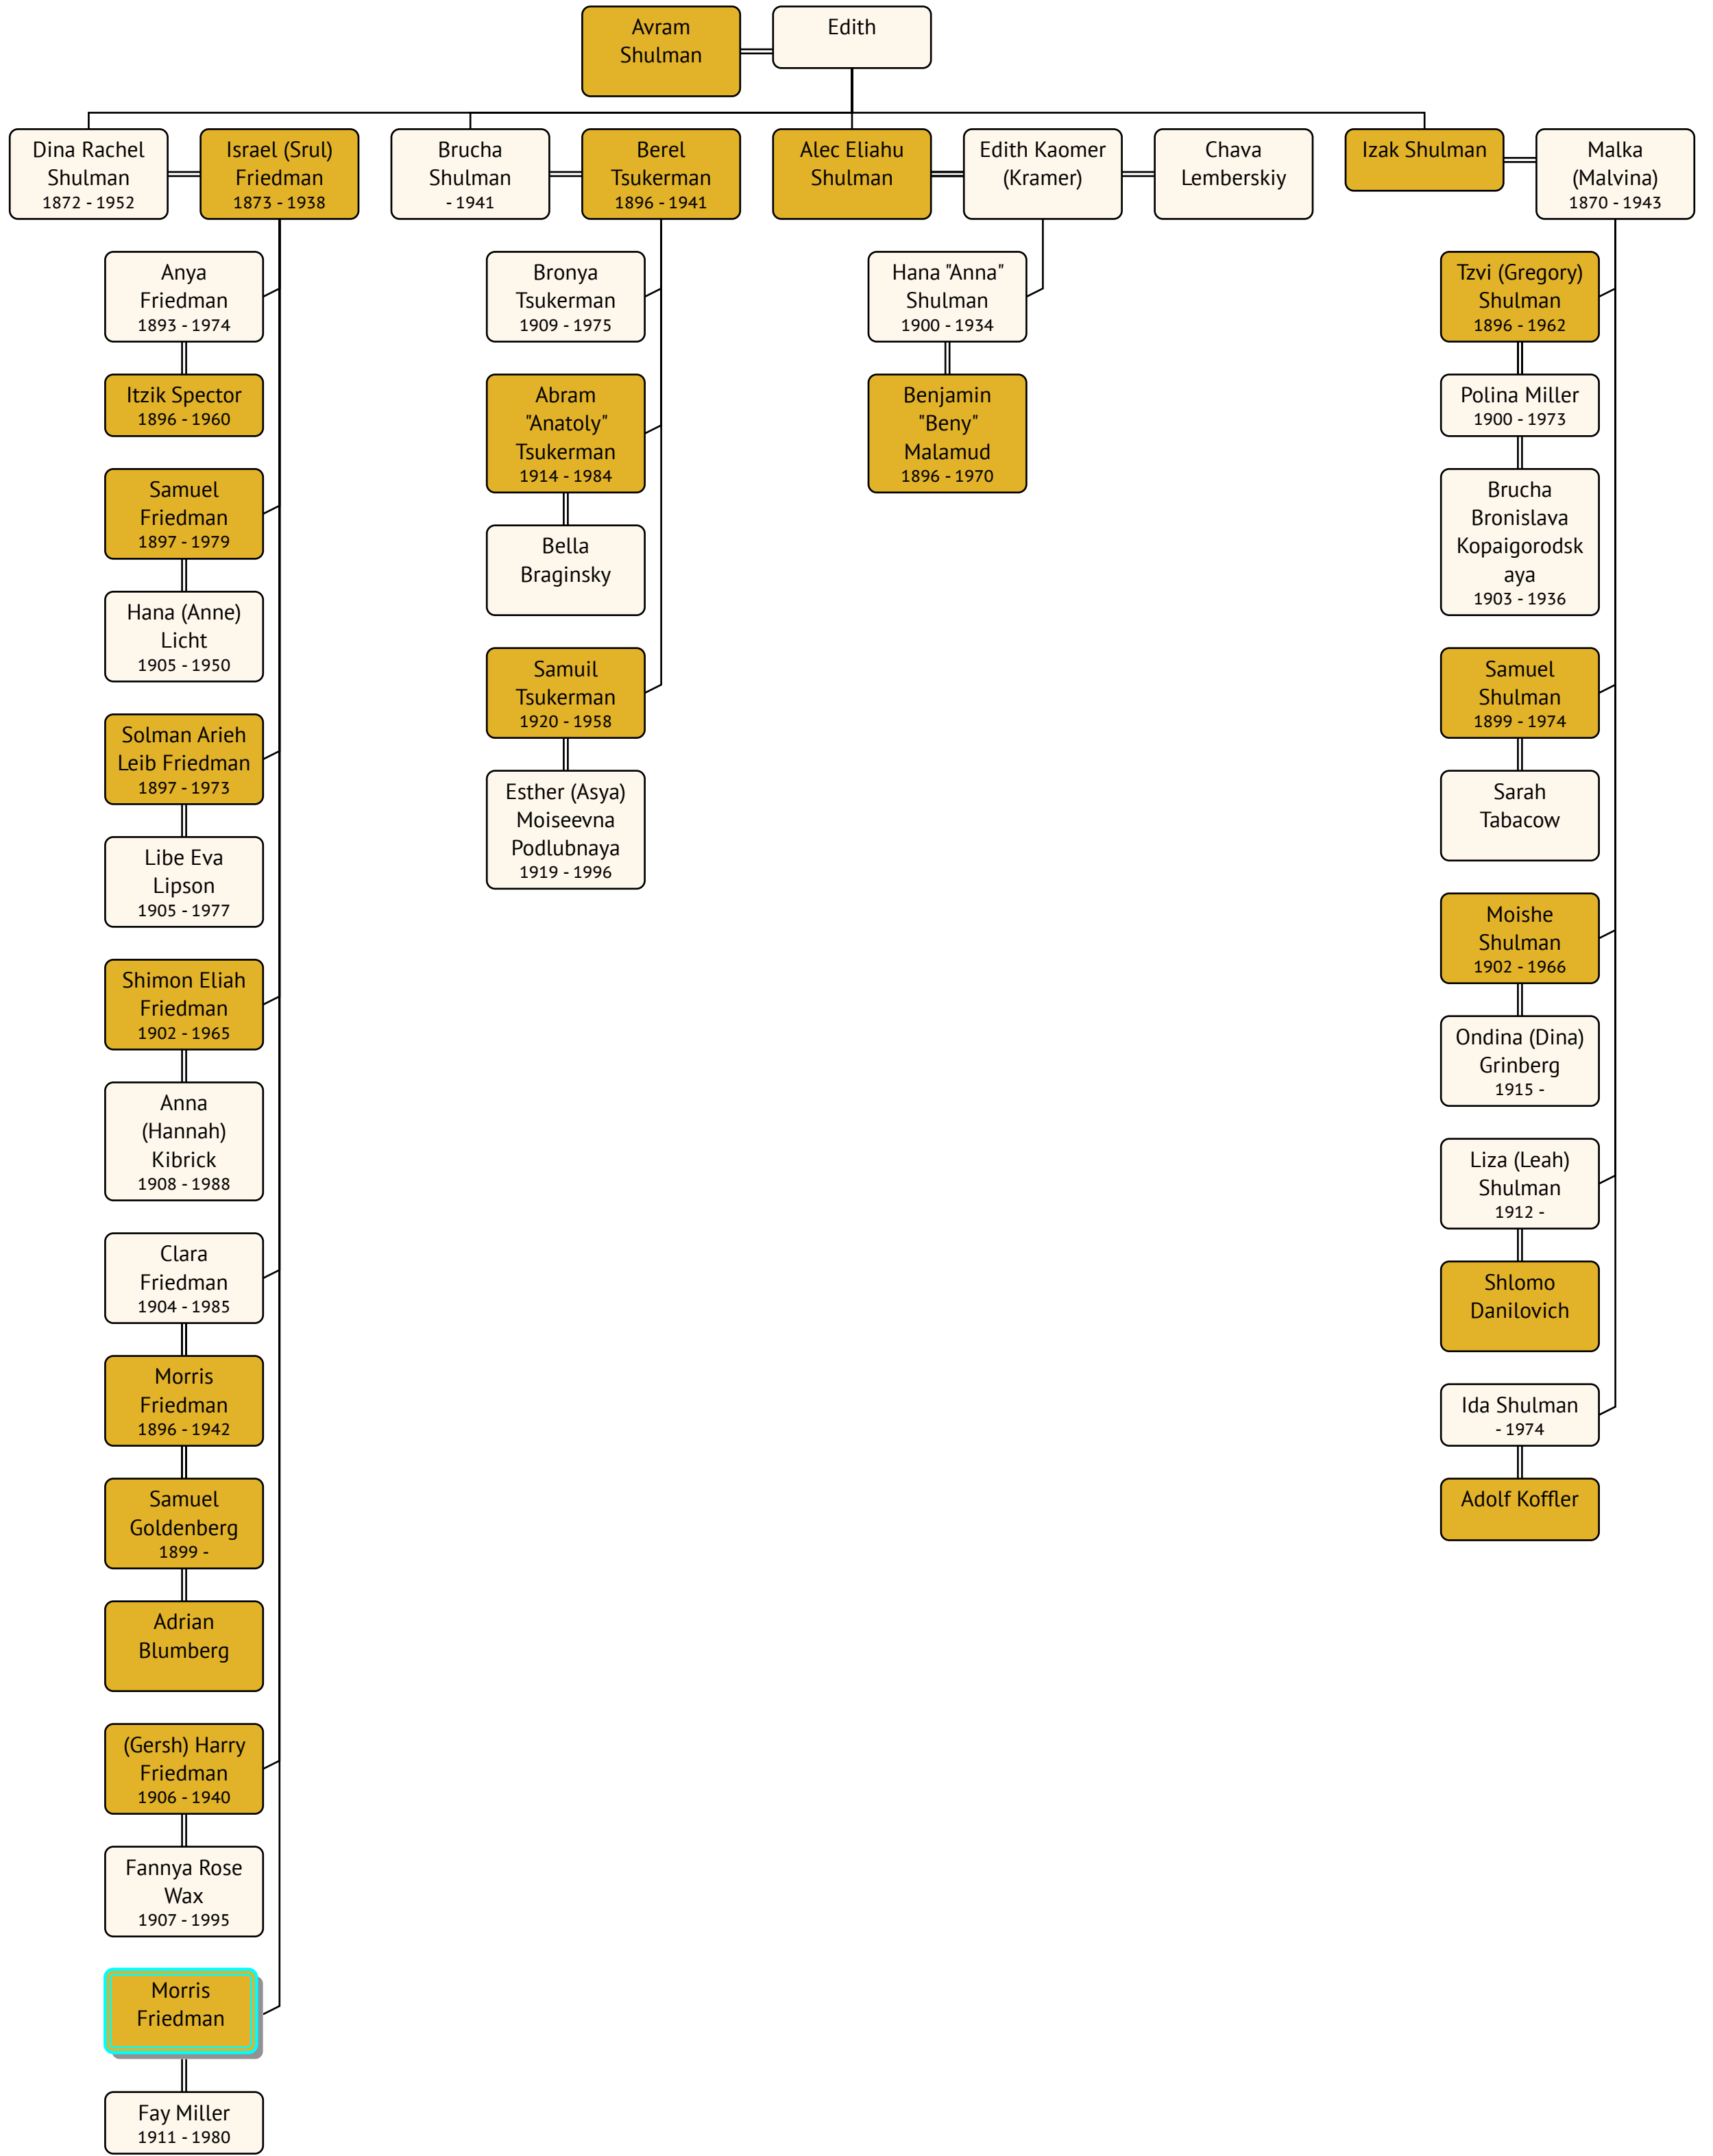 Avram
Shulman
Edith
Dina Rachel
Shulman
1872 - 1952
Israel (Srul)
Friedman
1873 - 1938
Brucha
Shulman
- 1941
Berel
Tsukerman
1896 - 1941
Alec Eliahu
Shulman
Edith Kaomer
(Kramer)
Chava
Lemberskiy
Izak Shulman
Malka
(Malvina)
1870 - 1943
Anya
Friedman
1893 - 1974
Itzik Spector
1896 - 1960
Samuel
Friedman
1897 - 1979
Hana (Anne)
Licht
1905 - 1950
Solman Arieh
Leib Friedman
1897 - 1973
Libe Eva
Lipson
1905 - 1977
Shimon Eliah
Friedman
1902 - 1965
Anna
(Hannah)
Kibrick
1908 - 1988
Clara
Friedman
1904 - 1985
Morris
Friedman
1896 - 1942
Samuel
Goldenberg
1899 -
Adrian
Blumberg
(Gersh) Harry
Friedman
1906 - 1940
Fannya Rose
Wax
1907 - 1995
Morris
Friedman
Fay Miller
1911 - 1980
Bronya
Tsukerman
1909 - 1975
Abram
"Anatoly"
Tsukerman
1914 - 1984
Bella
Braginsky
Samuil
Tsukerman
1920 - 1958
Esther (Asya)
Moiseevna
Podlubnaya
1919 - 1996
Hana "Anna"
Shulman
1900 - 1934
Benjamin
"Beny"
Malamud
1896 - 1970
Tzvi (Gregory)
Shulman
1896 - 1962
Polina Miller
1900 - 1973
Brucha
Bronislava
Kopaigorodsk
aya
1903 - 1936
Samuel
Shulman
1899 - 1974
Sarah
Tabacow
Moishe
Shulman
1902 - 1966
Ondina (Dina)
Grinberg
1915 -
Liza (Leah)
Shulman
1912 -
Shlomo
Danilovich
Ida Shulman
- 1974
Adolf Koffler